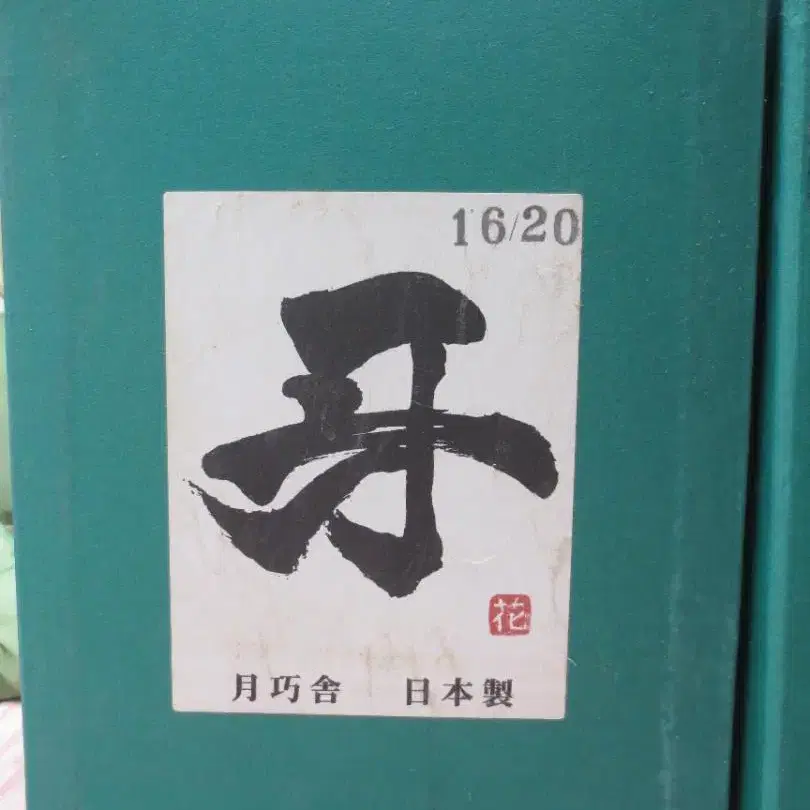 16/20
牙
花
月巧舎 日本製